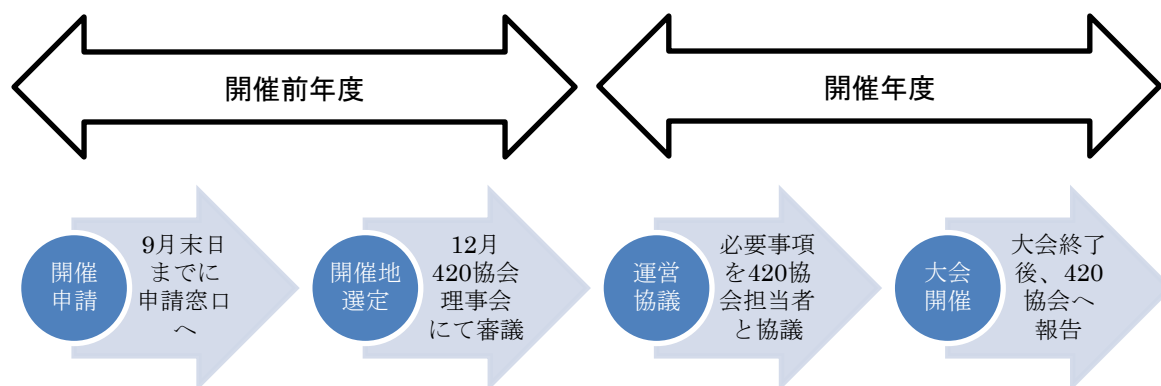 開催前年度
開催年度
開催
申請
9月末日
までに
申請窓口
へ
開催地
選定
12月
420協会
理事会
にて審議
運営
協議
必要事項
を420協
会担当者
と協議
大会
開催
大会終了
後、420
協会へ
報告